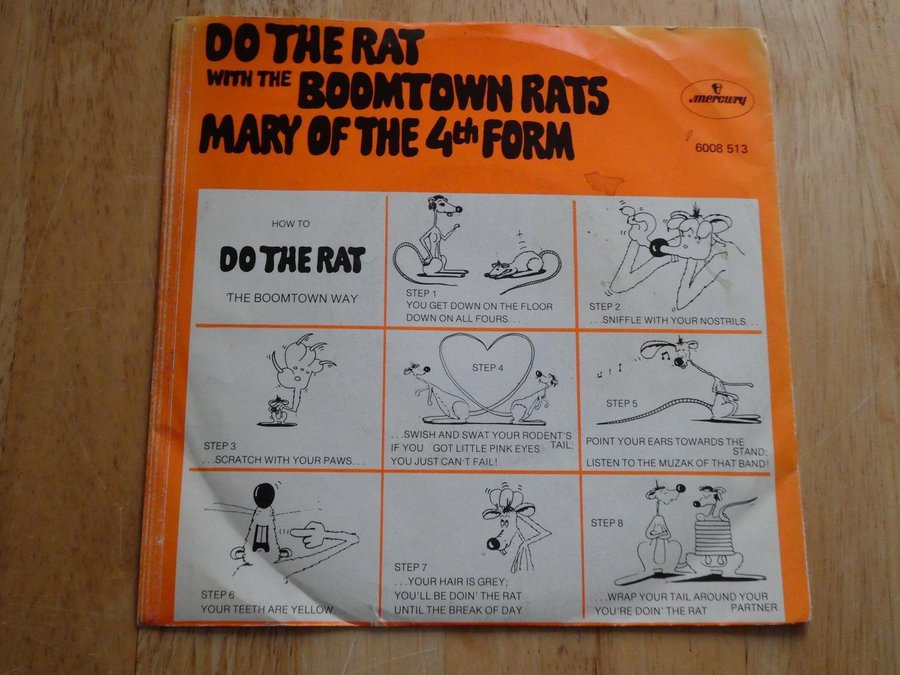 DO THE RAT
WITH THE BOOMTOWN RATS
MARY OF THE 4th FORM
mercury
6008 513
HOW TO
DO THE RAT
THE BOOMTOWN WAY
STEP 1
YOU GET DOWN ON THE FLOOR
DOWN ON ALL FOURS...
STEP 2
...SNIFFLE WITH YOUR NOSTRILS...
STEP 3
...SCRATCH WITH YOUR PAWS...
STEP 4
...SWISH AND SWAT YOUR RODENT'S
TAIL;
IF YOU GOT LITTLE PINK EYES
YOU JUST CAN'T FAIL!
STEP 5
POINT YOUR EARS TOWARDS THE
STAND;
LISTEN TO THE MUZAK OF THAT BAND!
STEP 6
YOUR TEETH ARE YELLOW...
STEP 7
...YOUR HAIR IS GREY;
YOU'LL BE DOIN' THE RAT
UNTIL THE BREAK OF DAY
STEP 8
...WRAP YOUR TAIL AROUND YOUR
PARTNER
YOU'RE DOIN' THE RAT